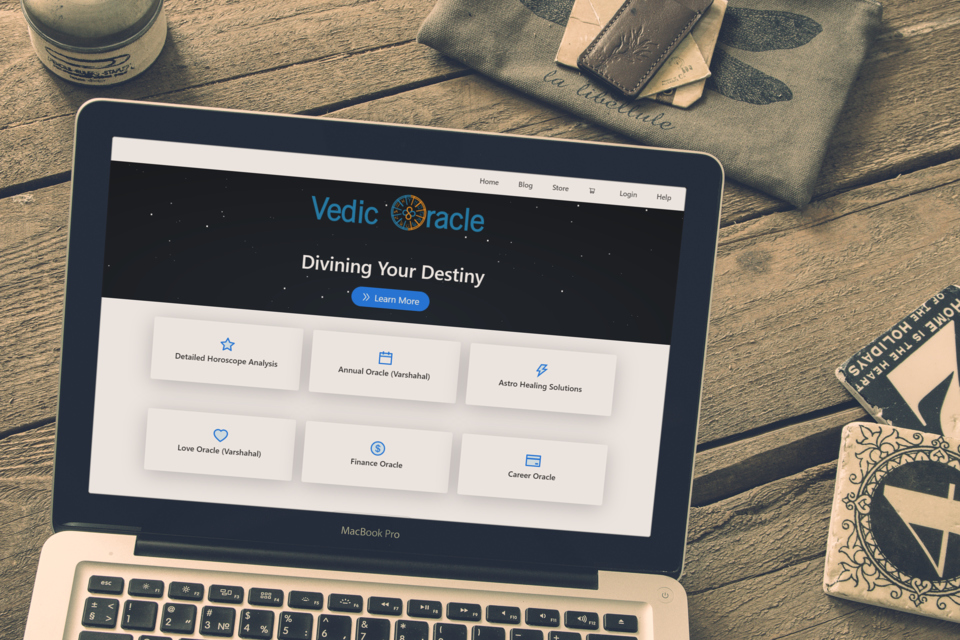 la libellule
Home Blog Store Login Help
Vedic Oracle
Divining Your Destiny
Learn More
Detailed Horoscope Analysis
Annual Oracle (Varshahal)
Astro Healing Solutions
Love Oracle (Varshahal)
Finance Oracle
Career Oracle
MacBook Pro
HOME IS THE HEART
OF THE HOLIDAYS
esc